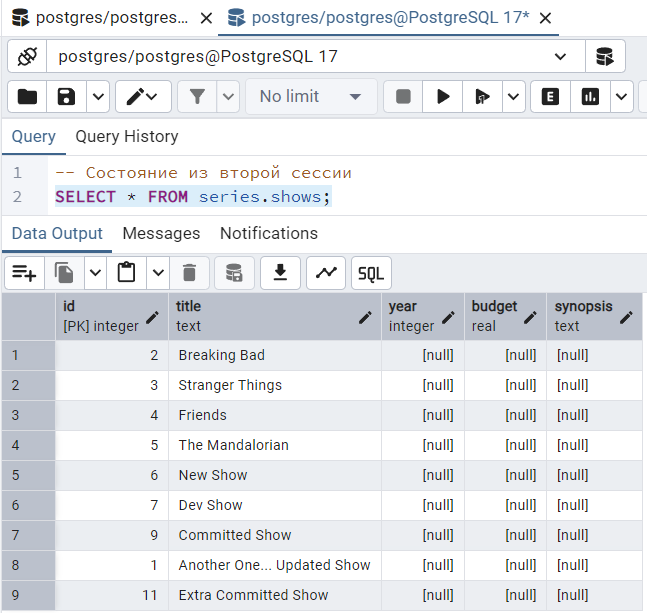 postgres/postgres... postgres/postgres@PostgreSQL 17*
postgres/postgres@PostgreSQL 17
No limit E
Query Query History
1 -- Состояние из второй сессии
2 SELECT * FROM series.shows;
Data Output Messages Notifications
SQL
id title year budget synopsis
[PK] integer text integer real text
1 2 Breaking Bad [null] [null] [null]
2 3 Stranger Things [null] [null] [null]
3 4 Friends [null] [null] [null]
4 5 The Mandalorian [null] [null] [null]
5 6 New Show [null] [null] [null]
6 7 Dev Show [null] [null] [null]
7 9 Committed Show [null] [null] [null]
8 1 Another One... Updated Show [null] [null] [null]
9 11 Extra Committed Show [null] [null] [null]